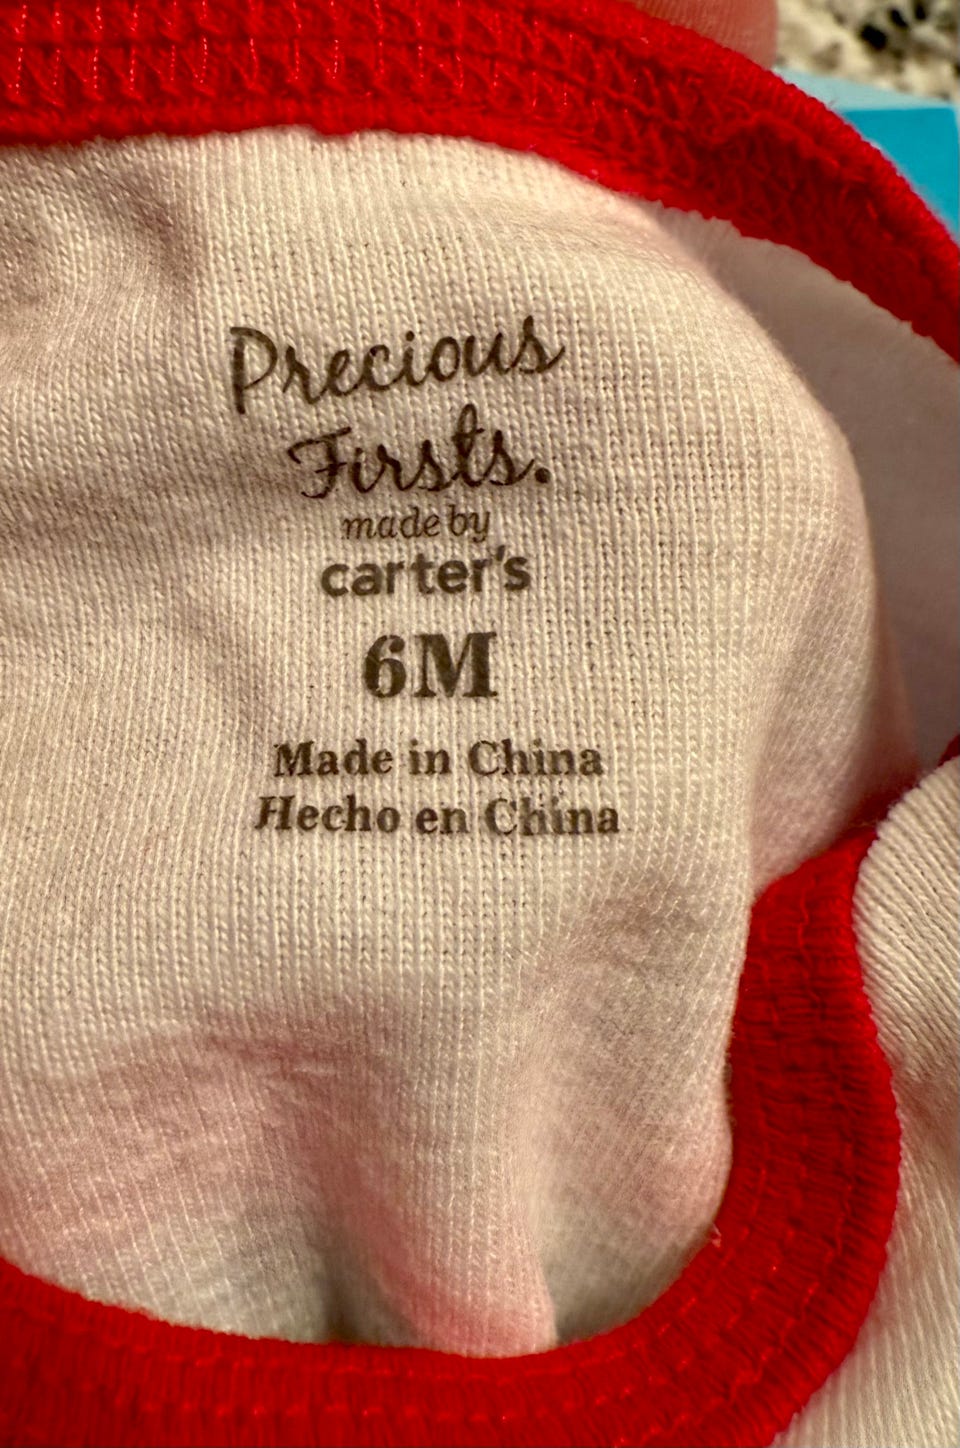 Precious
Firsts.
made by
carter's
6M
Made in China
Hecho en China